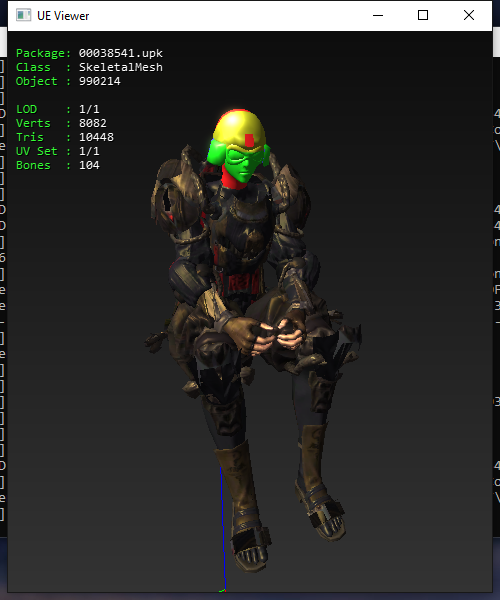 UE Viewer
Package: 00038541.upk
Class  : SkeletalMesh
Object : 990214
LOD    : 1/1
Verts  : 8082
Tris   : 10448
UV Set : 1/1
Bones  : 104